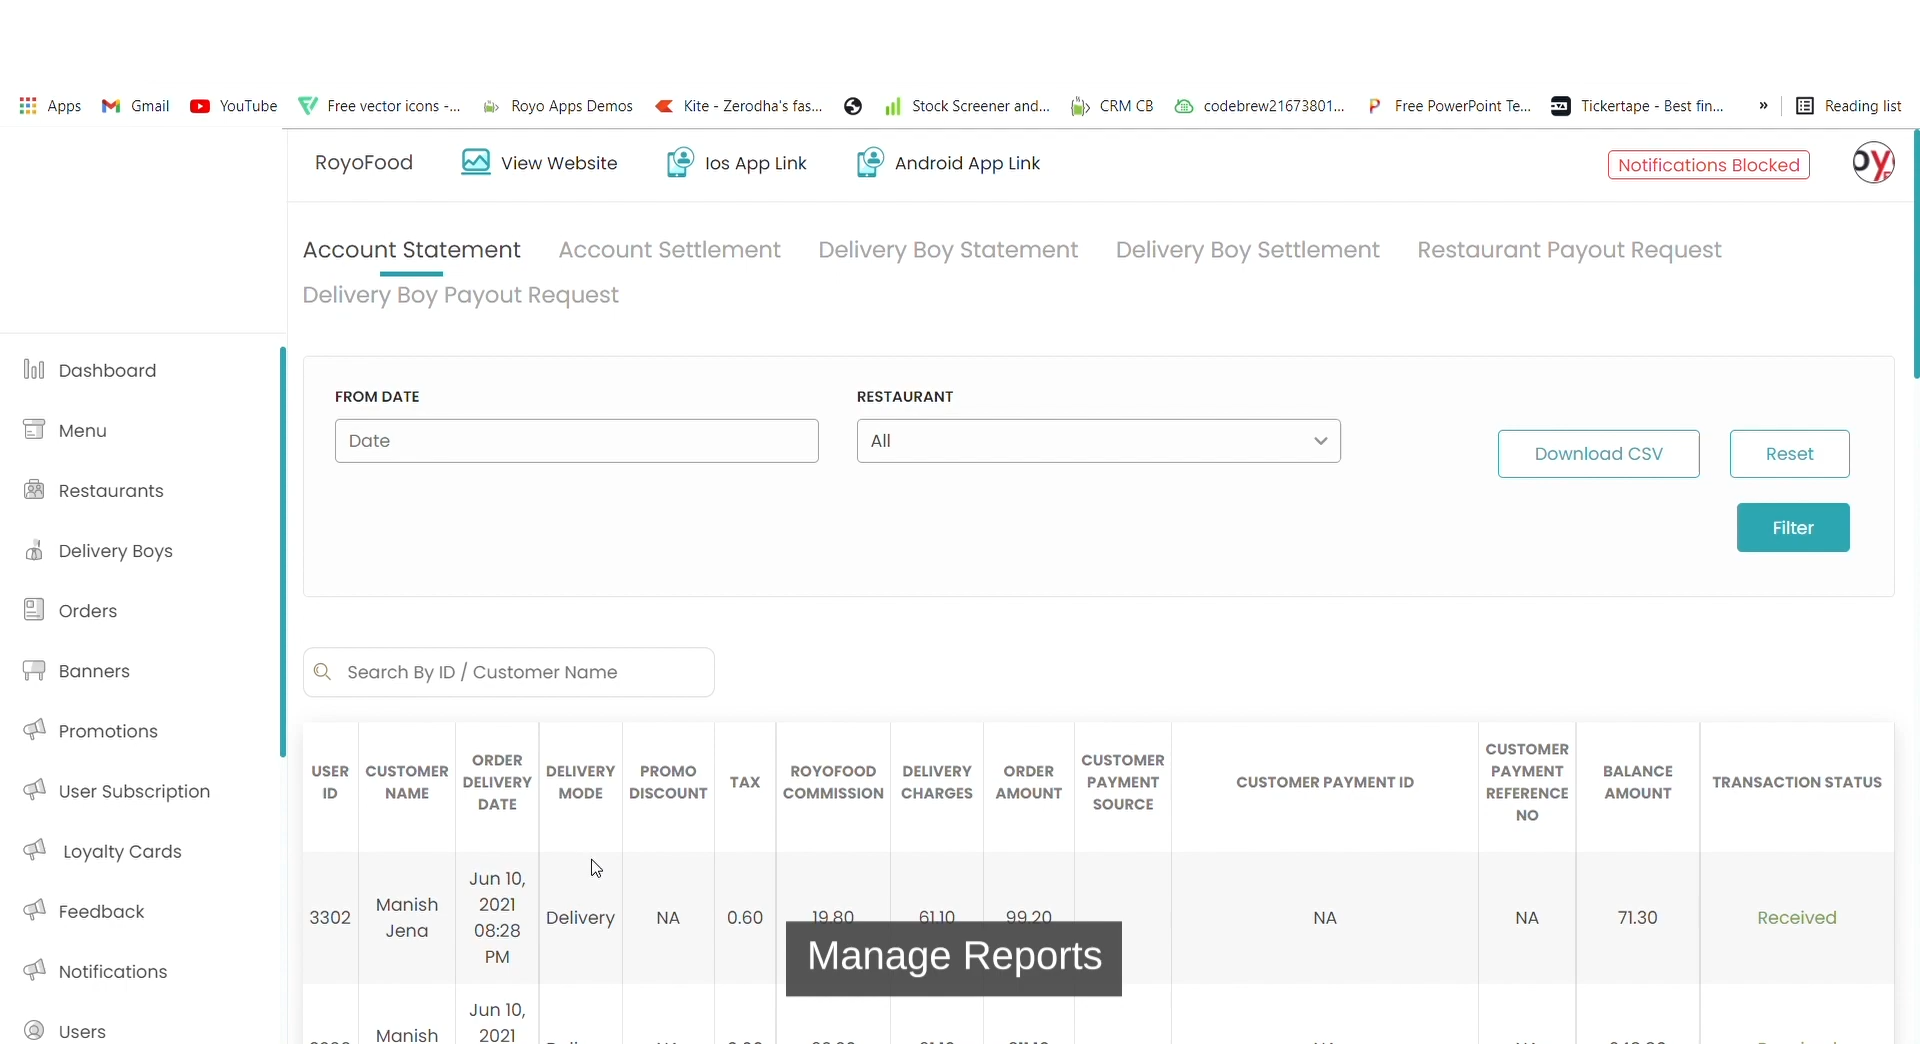 Apps Gmail YouTube Free vector icons -... Royo Apps Demos Kite - Zerodha's fas... Stock Screener and... CRM CB codebrew21673801... Free PowerPoint Te... Tickertape - Best fin... » Reading list
RoyoFood View Website Ios App Link Android App Link Notifications Blocked
Account Statement Account Settlement Delivery Boy Statement Delivery Boy Settlement Restaurant Payout Request
Delivery Boy Payout Request
Dashboard
Menu
Restaurants
Delivery Boys
Orders
Banners
Promotions
User Subscription
Loyalty Cards
Feedback
Notifications
Users
FROM DATE RESTAURANT
Date All
Download CSV Reset
Filter
Search By ID / Customer Name
USER
ID
CUSTOMER
NAME
ORDER
DELIVERY
DATE
DELIVERY
MODE
PROMO
DISCOUNT
TAX
ROYOFOOD
COMMISSION
DELIVERY
CHARGES
ORDER
AMOUNT
CUSTOMER
PAYMENT
SOURCE
CUSTOMER PAYMENT ID
CUSTOMER
PAYMENT
REFERENCE
NO
BALANCE
AMOUNT
TRANSACTION STATUS
3302
Manish
Jena
Jun 10,
2021
08:28
PM
Delivery
NA
0.60
19.80
61.10
99.20
NA
NA
71.30
Received
Manish
Jun 10,
2021
Manage Reports